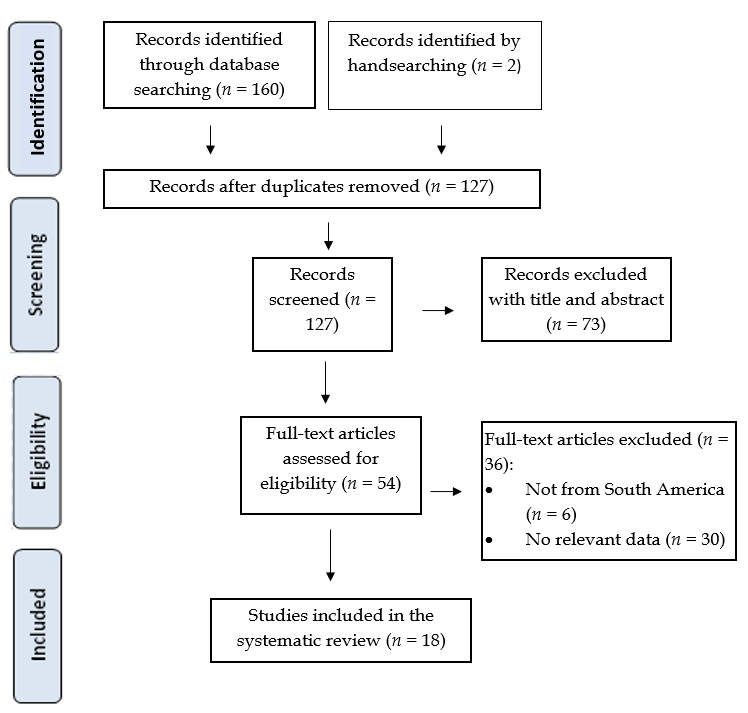 Identification
Records identified
through database
searching (n = 160)
Records identified by
handsearching (n = 2)
Records after duplicates removed (n = 127)
Screening
Records
screened (n =
127)
Records excluded
with title and abstract
(n = 73)
Eligibility
Full-text articles
assessed for
eligibility (n = 54)
Full-text articles excluded (n =
36):
• Not from South America
(n = 6)
• No relevant data (n = 30)
Included
Studies included in the
systematic review (n = 18)